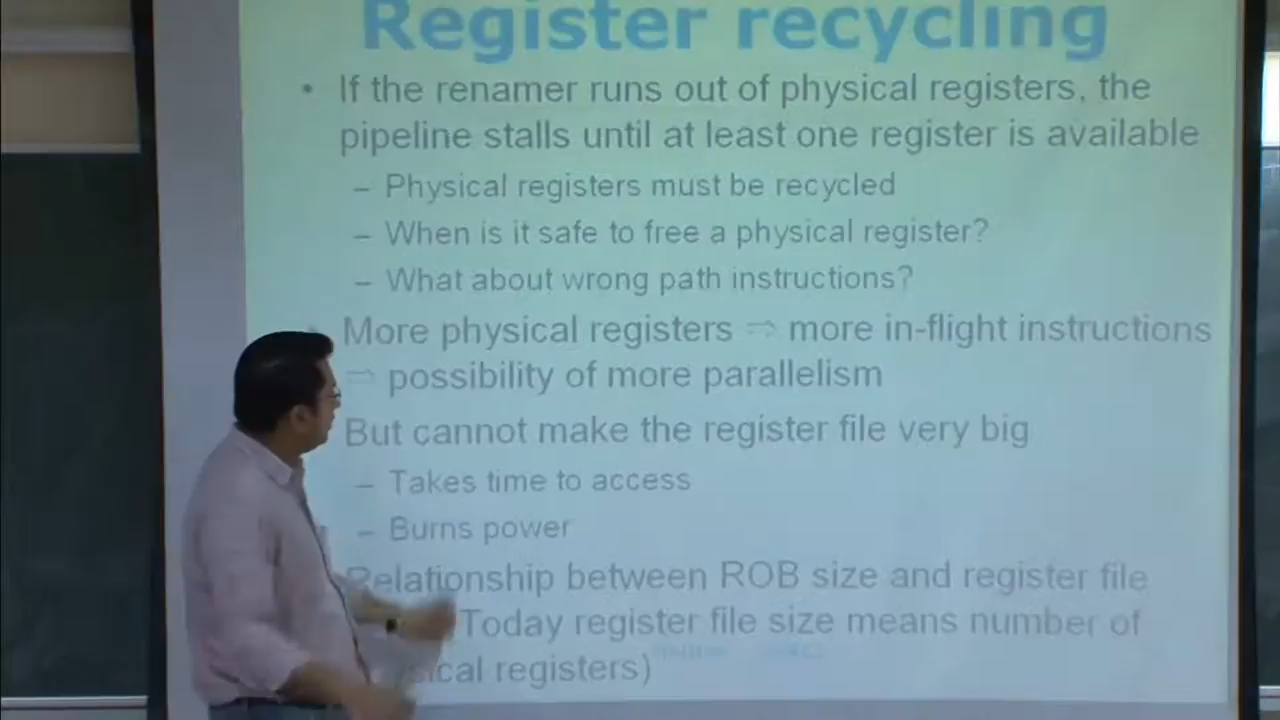 Register recycling
• If the renamer runs out of physical registers, the
pipeline stalls until at least one register is available
– Physical registers must be recycled
– When is it safe to free a physical register?
– What about wrong path instructions?
More physical registers ⇒ more in-flight instructions
⇒ possibility of more parallelism
But cannot make the register file very big
– Takes time to access
– Burns power
Relationship between ROB size and register file
Today register file size means number of
registers)